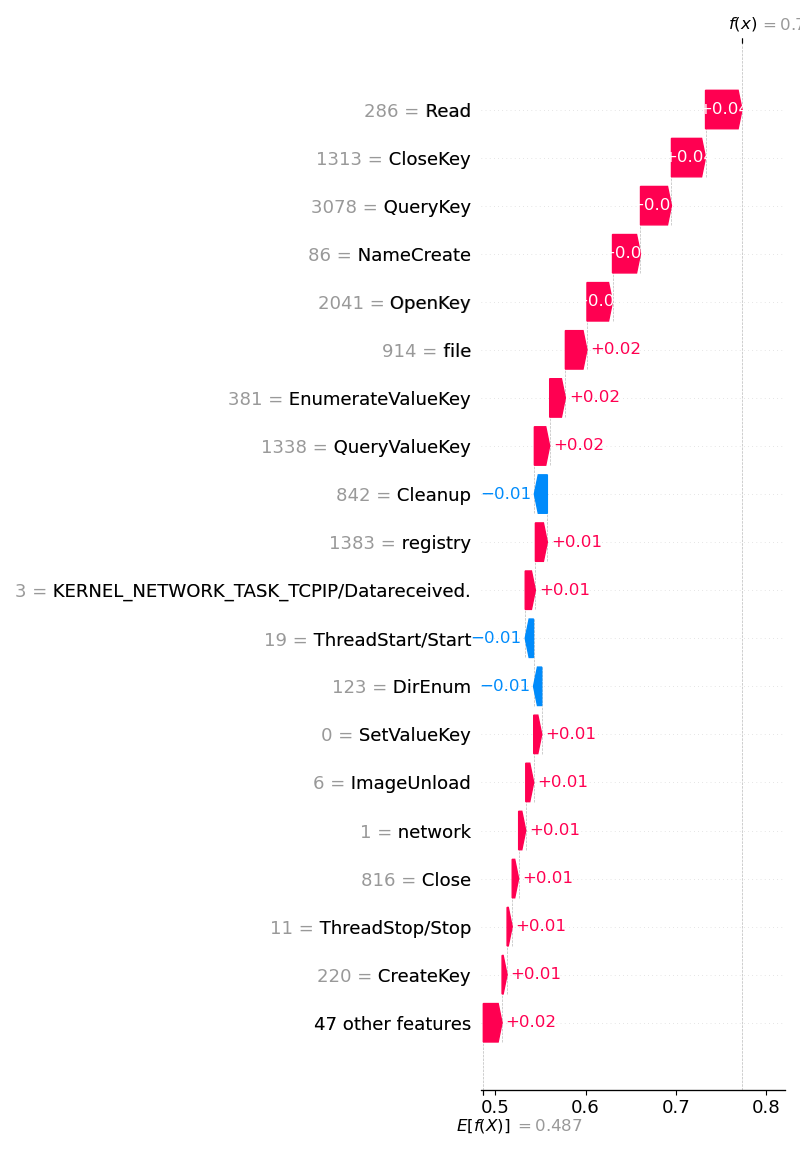 f(x) = 0.7
286 = Read +0.04
1313 = CloseKey +0.04
3078 = QueryKey +0.0
86 = NameCreate +0.0
2041 = OpenKey +0.0
914 = file +0.02
381 = EnumerateValueKey +0.02
1338 = QueryValueKey +0.02
842 = Cleanup −0.01
1383 = registry +0.01
3 = KERNEL_NETWORK_TASK_TCPIP/Datareceived. +0.01
19 = ThreadStart/Start −0.01
123 = DirEnum −0.01
0 = SetValueKey +0.01
6 = ImageUnload +0.01
1 = network +0.01
816 = Close +0.01
11 = ThreadStop/Stop +0.01
220 = CreateKey +0.01
47 other features +0.02
0.5 0.6 0.7 0.8
E[f(X)] = 0.487